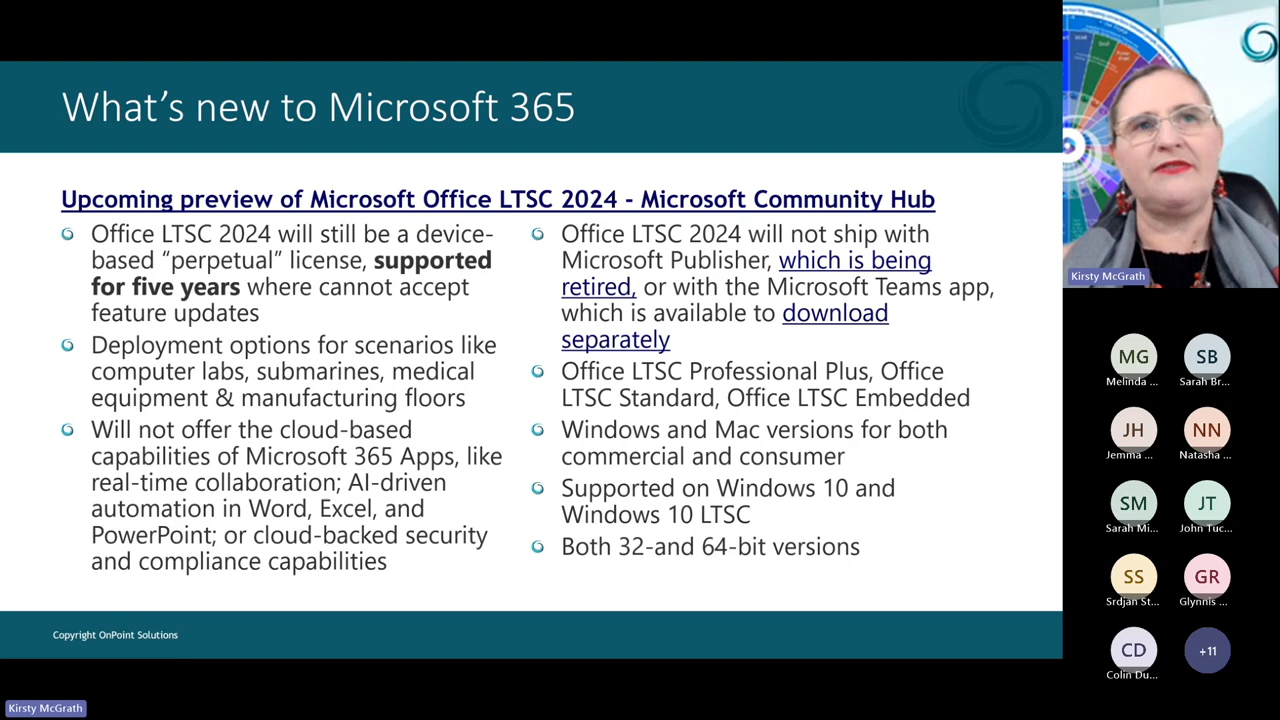 What's new to Microsoft 365
Upcoming preview of Microsoft Office LTSC 2024 - Microsoft Community Hub
Office LTSC 2024 will still be a device-
based “perpetual” license, supported
for five years where cannot accept
feature updates
Deployment options for scenarios like
computer labs, submarines, medical
equipment & manufacturing floors
Will not offer the cloud-based
capabilities of Microsoft 365 Apps, like
real-time collaboration; AI-driven
automation in Word, Excel, and
PowerPoint; or cloud-backed security
and compliance capabilities
Office LTSC 2024 will not ship with
Microsoft Publisher, which is being
retired, or with the Microsoft Teams app,
which is available to download
separately
Office LTSC Professional Plus, Office
LTSC Standard, Office LTSC Embedded
Windows and Mac versions for both
commercial and consumer
Supported on Windows 10 and
Windows 10 LTSC
Both 32-and 64-bit versions
Copyright OnPoint Solutions
Kirsty McGrath
Kirsty McGrath
MG
Melinda ...
SB
Sarah Br...
JH
Jemma ...
NN
Natasha ...
SM
Sarah Mi...
JT
John Tuc...
SS
Srdjan St...
GR
Glynnis ...
CD
Colin Du...
+11